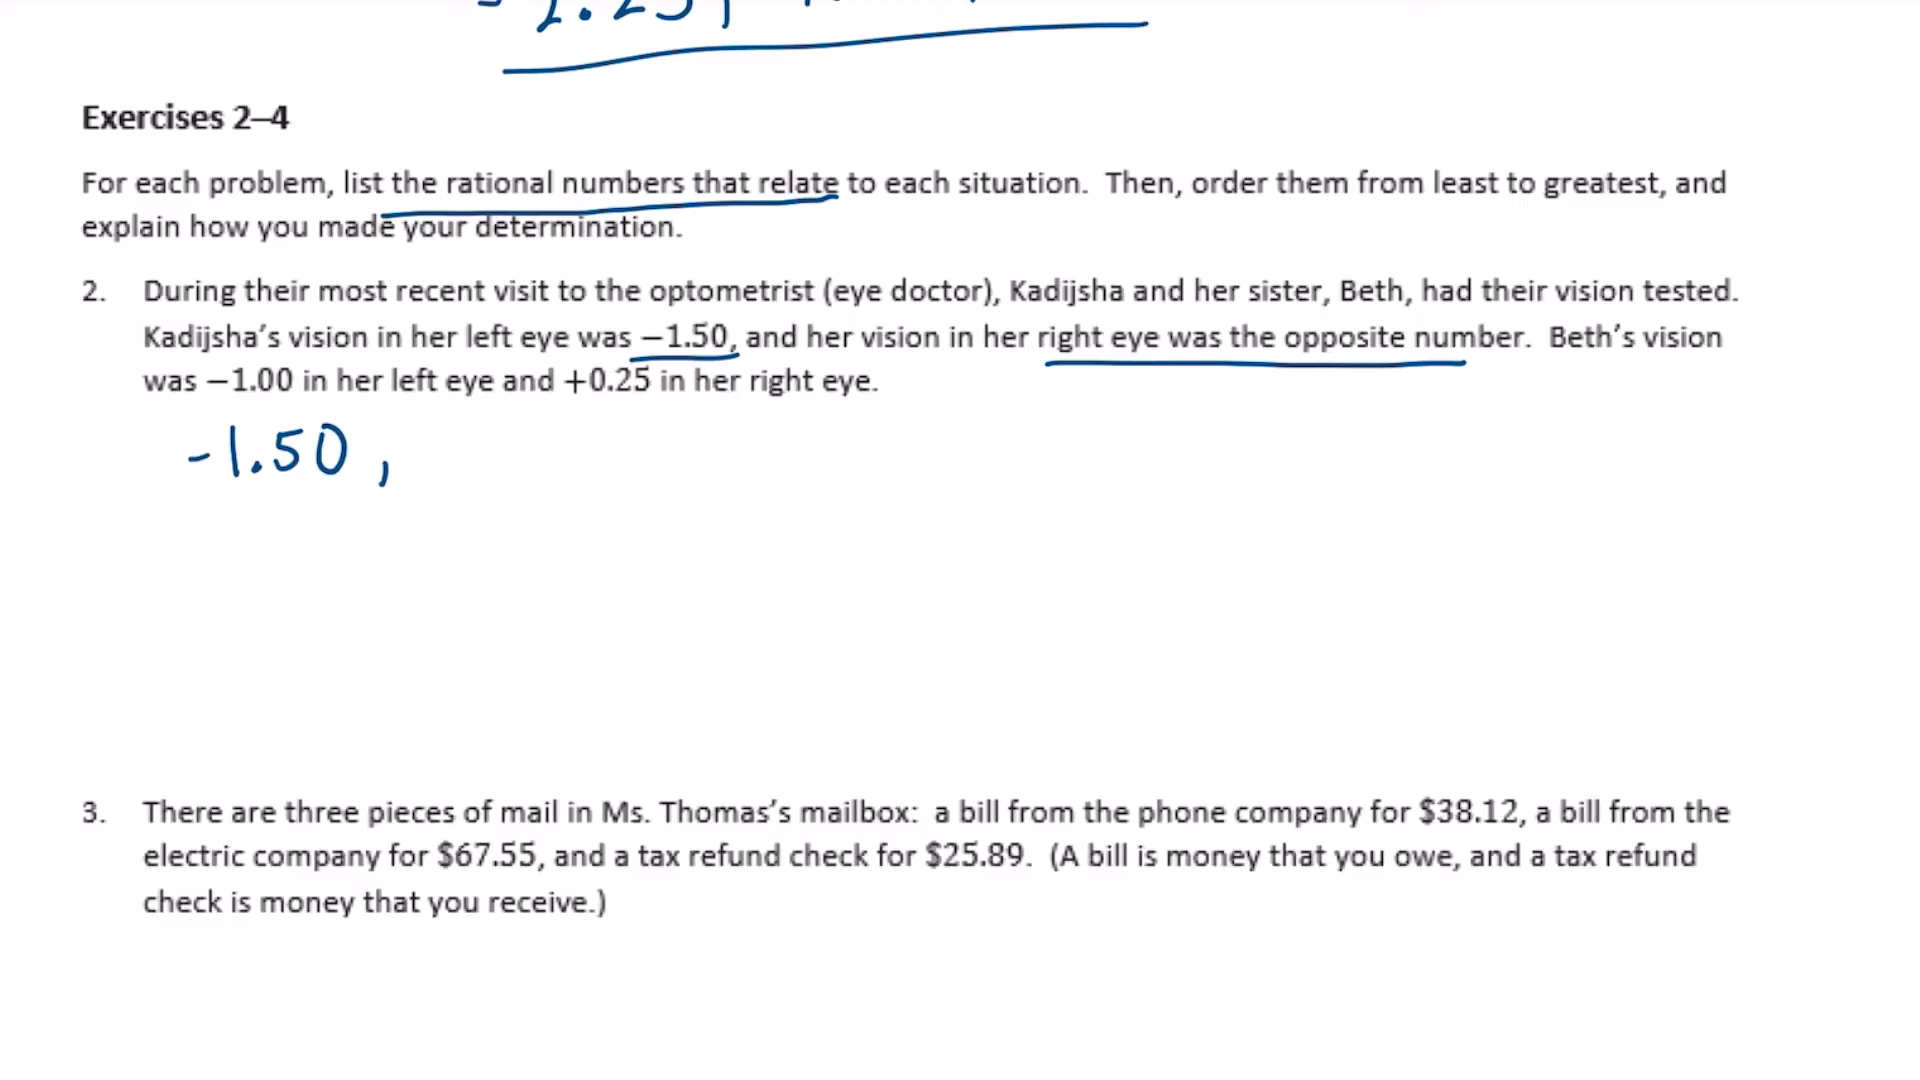 Exercises 2–4
For each problem, list the rational numbers that relate to each situation. Then, order them from least to greatest, and
explain how you made your determination.
2. During their most recent visit to the optometrist (eye doctor), Kadijsha and her sister, Beth, had their vision tested.
Kadijsha’s vision in her left eye was −1.50, and her vision in her right eye was the opposite number. Beth’s vision
was −1.00 in her left eye and +0.25 in her right eye.
-1.50 ,
3. There are three pieces of mail in Ms. Thomas’s mailbox: a bill from the phone company for $38.12, a bill from the
electric company for $67.55, and a tax refund check for $25.89. (A bill is money that you owe, and a tax refund
check is money that you receive.)